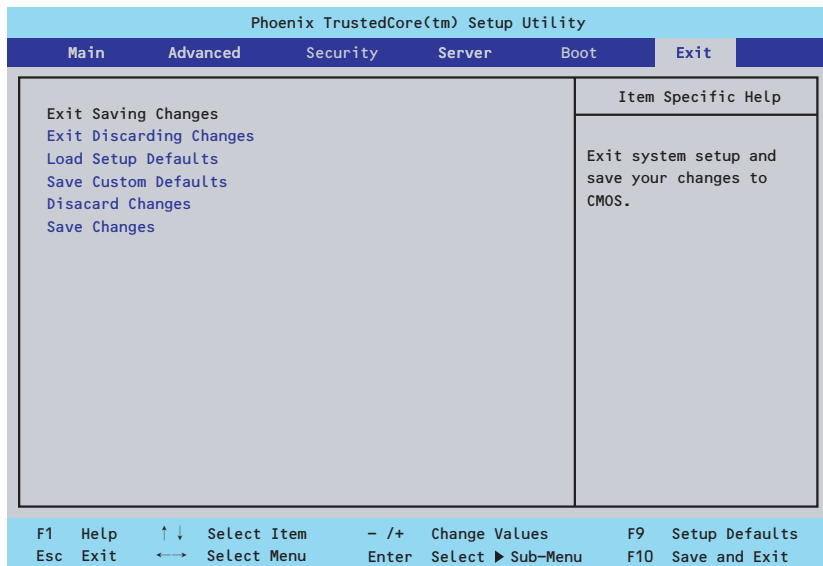 Phoenix TrustedCore(tm) Setup Utility
Main Advanced Security Server Boot Exit
Exit Saving Changes
Exit Discarding Changes
Load Setup Defaults
Save Custom Defaults
Disacard Changes
Save Changes
Item Specific Help
Exit system setup and
save your changes to
CMOS.
F1 Help ↑↓ Select Item – /+ Change Values F9 Setup Defaults
Esc Exit ←→ Select Menu Enter Select ▶ Sub-Menu F10 Save and Exit